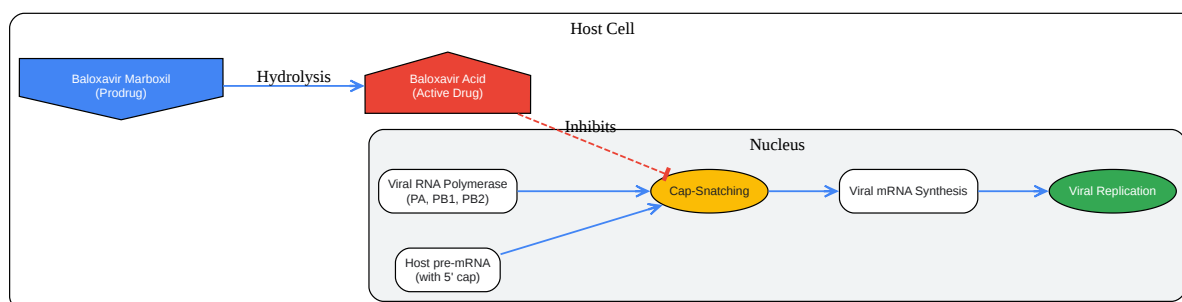 Host Cell
Baloxavir Marboxil
(Prodrug)
Hydrolysis
Baloxavir Acid
(Active Drug)
Inhibits
Nucleus
Viral RNA Polymerase
(PA, PB1, PB2)
Cap-Snatching
Viral mRNA Synthesis
Viral Replication
Host pre-mRNA
(with 5' cap)